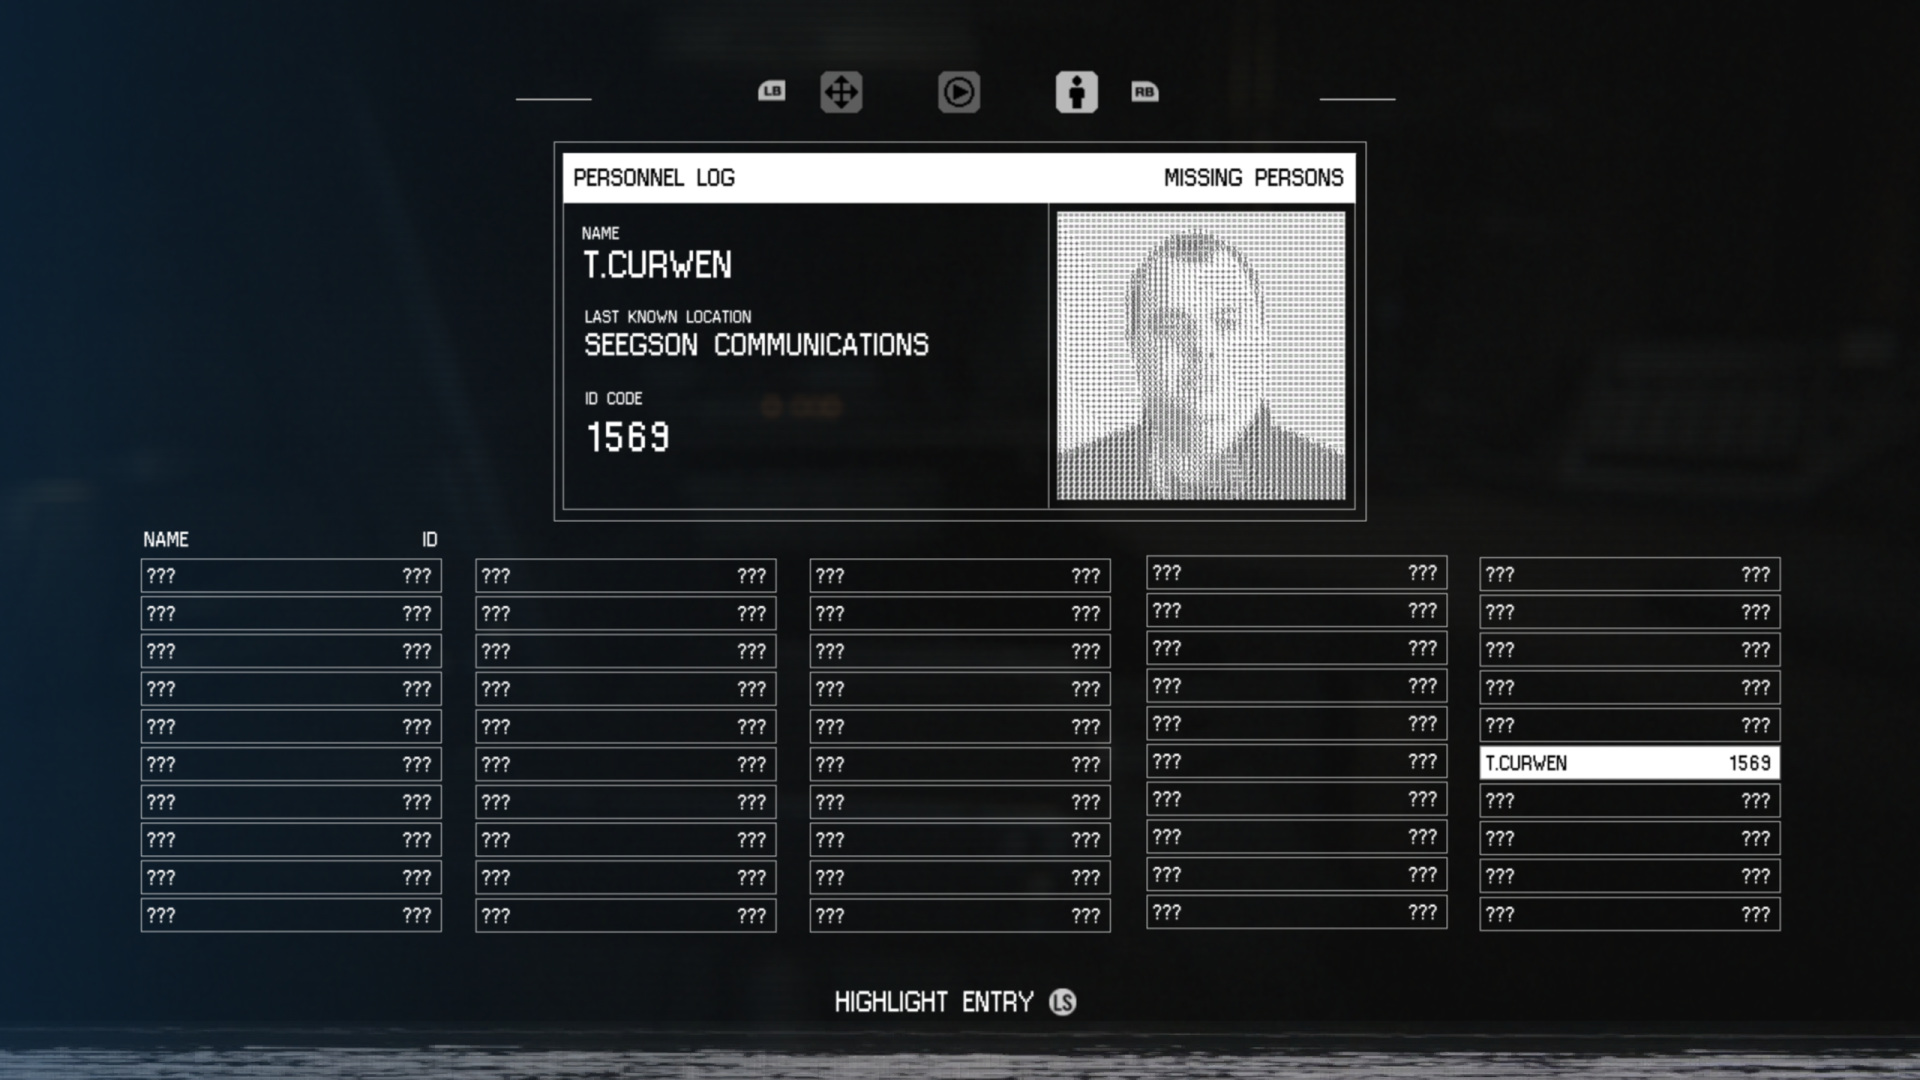 LB RB
PERSONNEL LOG MISSING PERSONS
NAME
T.CURWEN
LAST KNOWN LOCATION
SEEGSON COMMUNICATIONS
ID CODE
1569
NAME ID
??? ??? ??? ??? ??? ??? ??? ??? ??? ???
??? ??? ??? ??? ??? ??? ??? ??? ??? ???
??? ??? ??? ??? ??? ??? ??? ??? ??? ???
??? ??? ??? ??? ??? ??? ??? ??? ??? ???
??? ??? ??? ??? ??? ??? ??? ??? ??? ???
??? ??? ??? ??? ??? ??? ??? ??? T.CURWEN 1569
??? ??? ??? ??? ??? ??? ??? ??? ??? ???
??? ??? ??? ??? ??? ??? ??? ??? ??? ???
??? ??? ??? ??? ??? ??? ??? ??? ??? ???
??? ??? ??? ??? ??? ??? ??? ??? ??? ???
HIGHLIGHT ENTRY LS